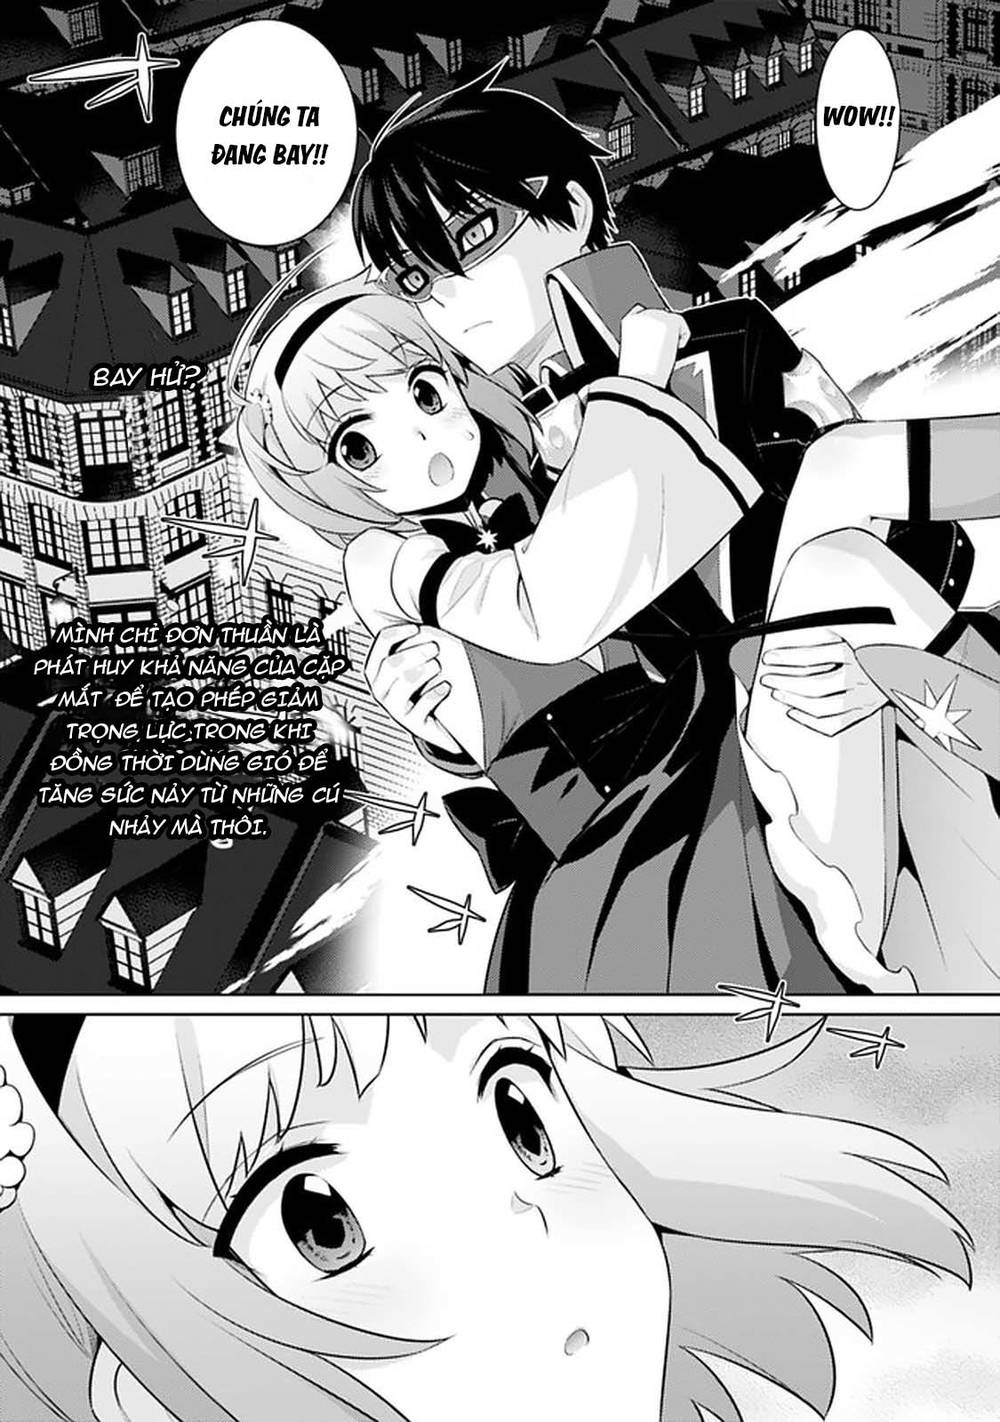 WOW!!
CHÚNG TA
ĐANG BAY!!
BAY HỬ?
MÌNH CHỈ ĐƠN THUẦN LÀ
PHÁT HUY KHẢ NĂNG CỦA CẶP
MẮT ĐỂ TẠO PHÉP GIẢM
TRỌNG LỰC TRONG KHI
ĐỒNG THỜI DÙNG GIÓ ĐỂ
TĂNG SỨC NẢY TỪ NHỮNG CÚ
NHẢY MÀ THÔI.